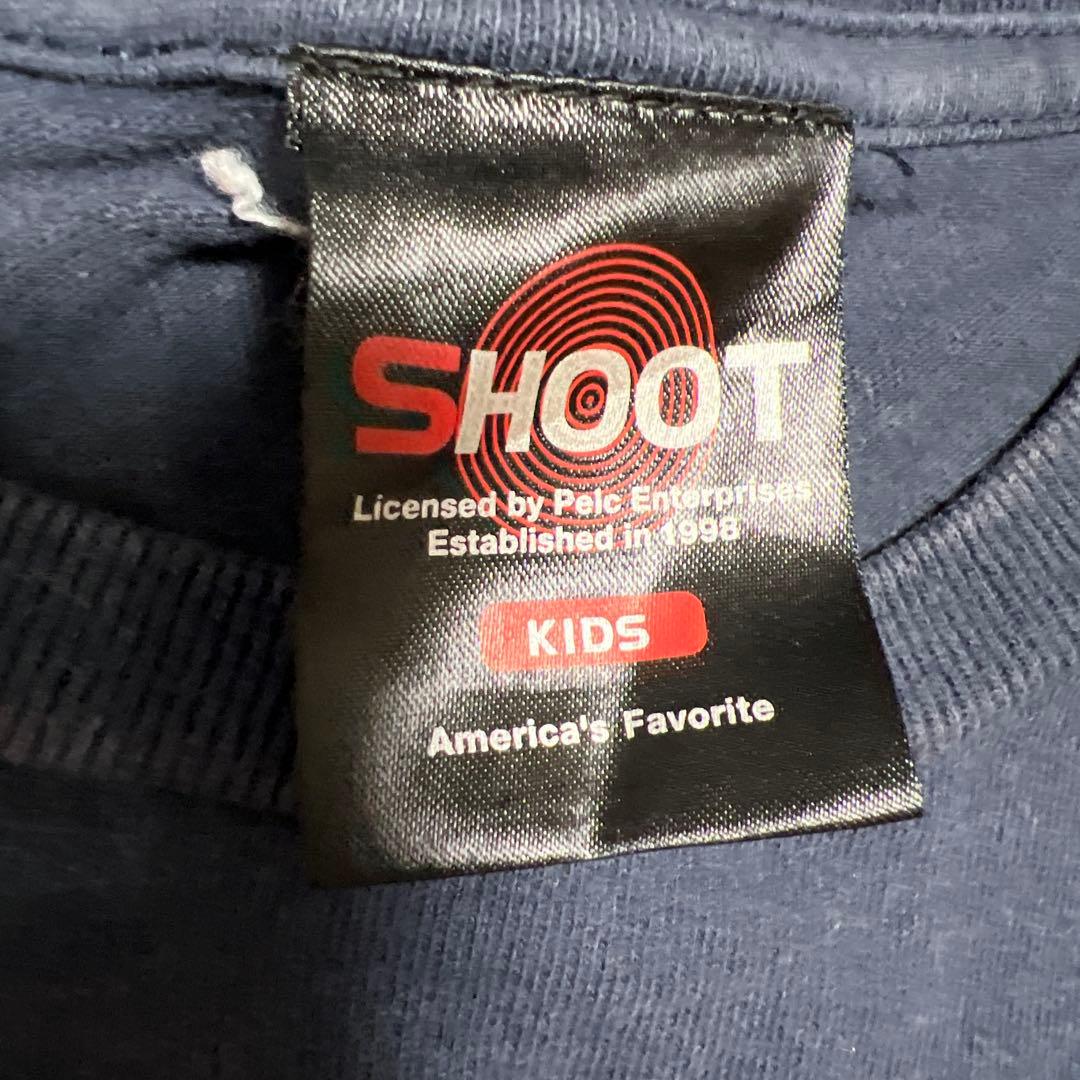 SHOOT
Licensed by Pelc Enterprises
Established in 1998
KIDS
America's Favorite